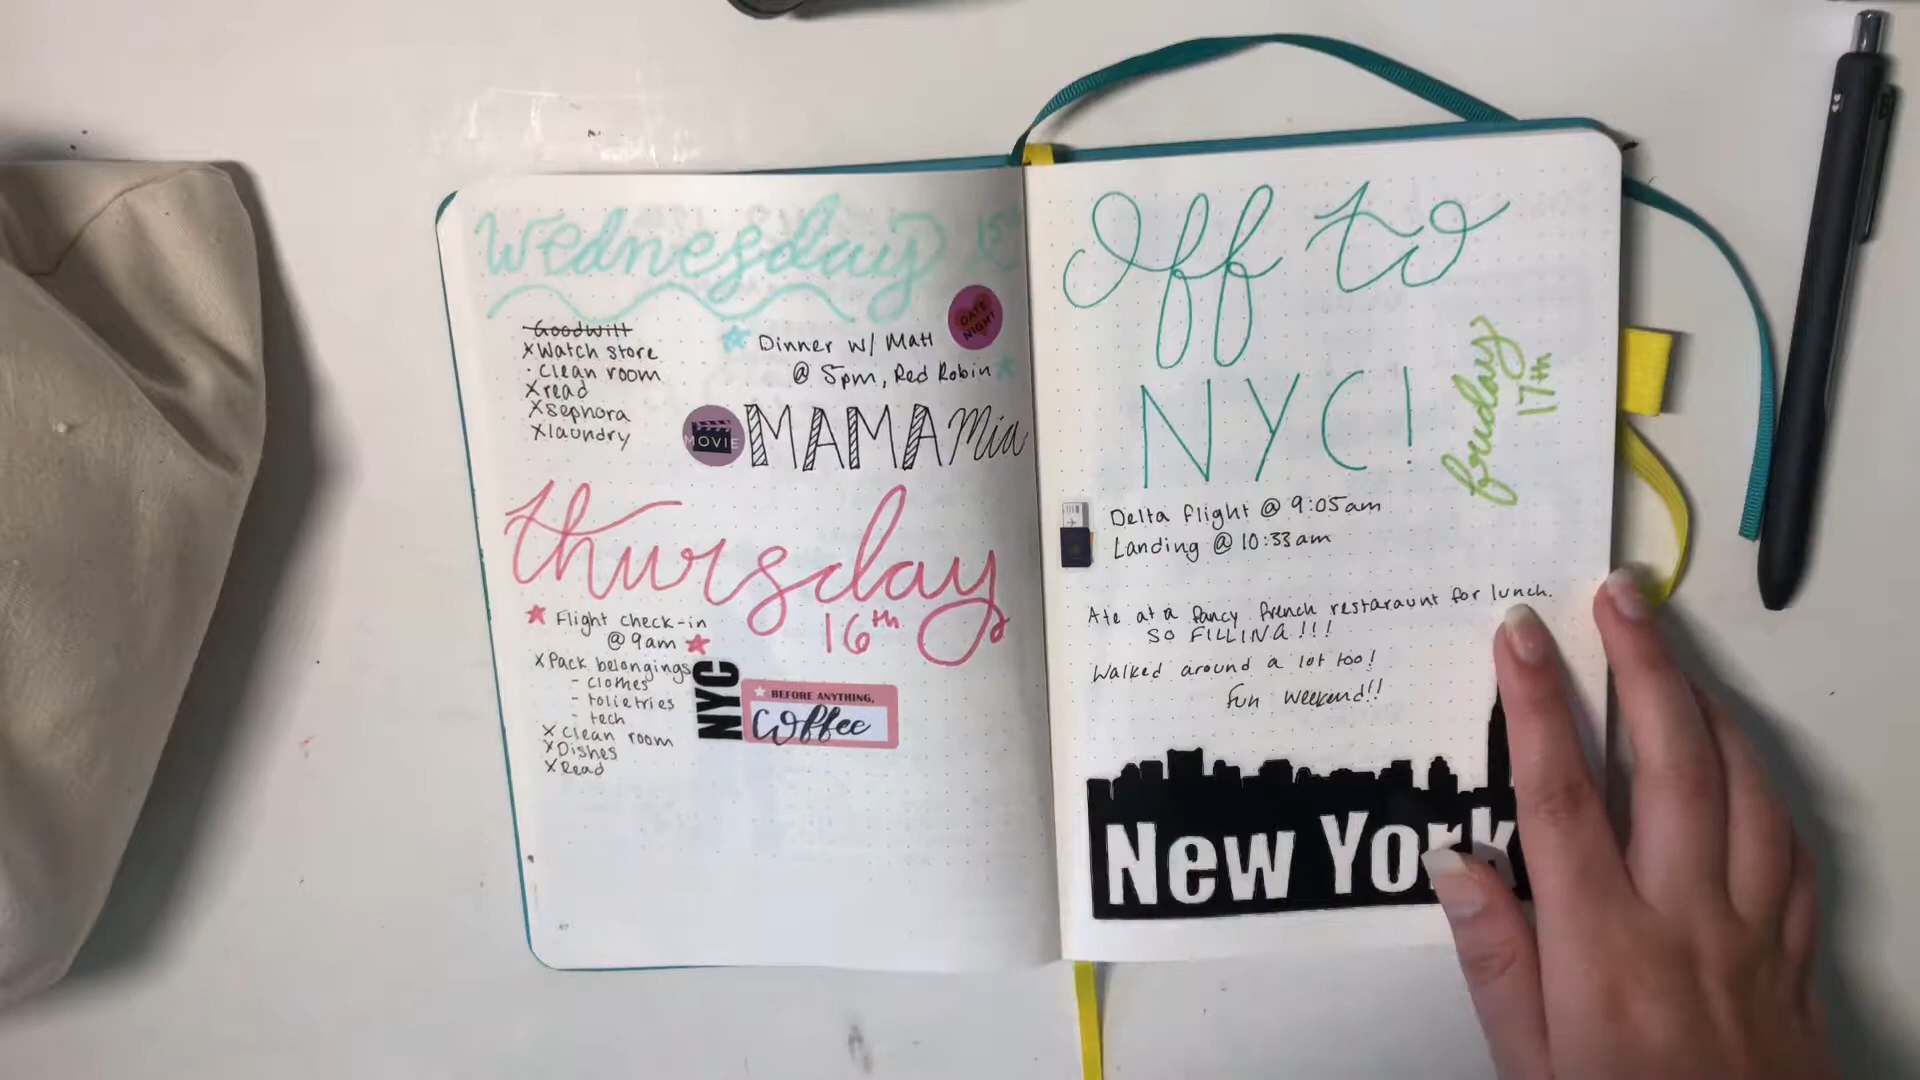 Wednesday 15
Goodwill
x Watch store
· Clean room
x read
x sephora
x laundry
DATE NIGHT
Dinner w/ Matt
@ 5pm, Red Robin
MOVIE
MAMA Mia
thursday
16th
Flight check-in
@ 9am
x Pack belongings
- clothes
- tolietries
- tech
x Clean room
x Dishes
x Read
NYC
BEFORE ANYTHING,
Coffee
Off to
NYC!
friday
17th
Delta flight @ 9:05am
Landing @ 10:33am
Ate at a fancy french restaraunt for lunch.
SO FILLING!!!
Walked around a lot too!
fun weekend!!
New York